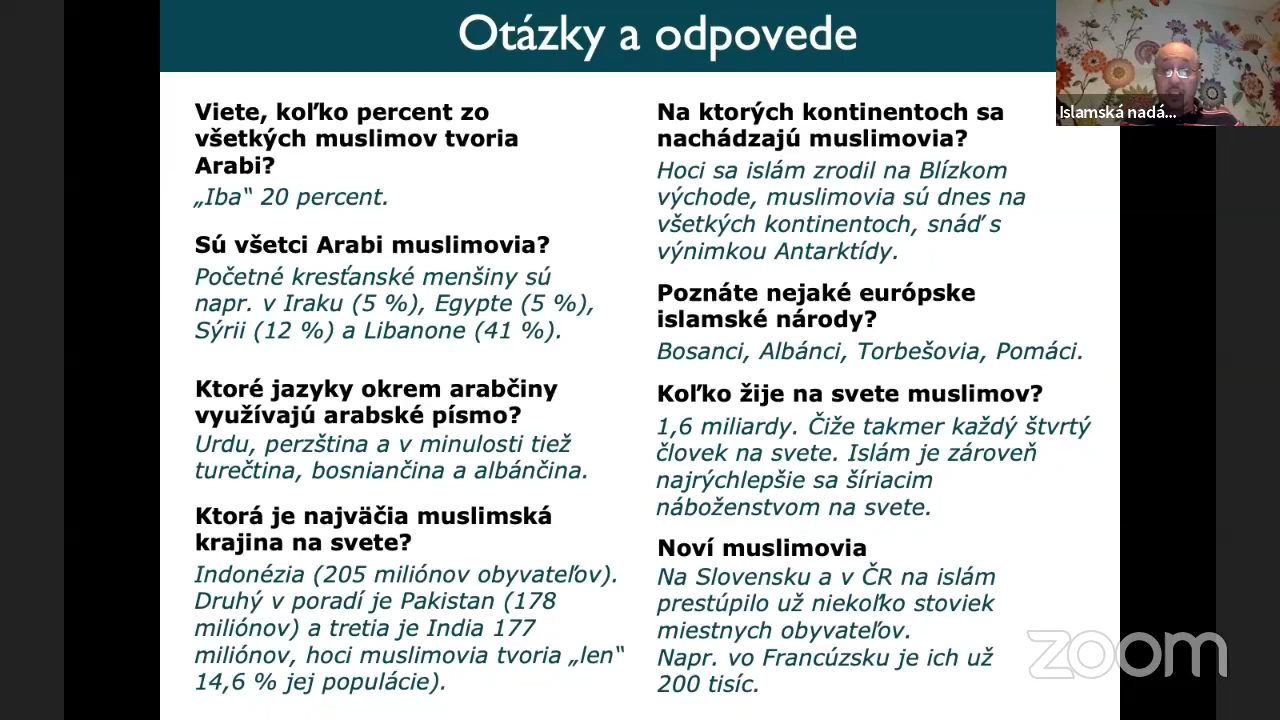 Otázky a odpovede
Viete, koľko percent zo
všetkých muslimov tvoria
Arabi?
„Iba“ 20 percent.
Sú všetci Arabi muslimovia?
Početné kresťanské menšiny sú
napr. v Iraku (5 %), Egypte (5 %),
Sýrii (12 %) a Libanone (41 %).
Ktoré jazyky okrem arabčiny
využívajú arabské písmo?
Urdu, perzština a v minulosti tiež
turečtina, bosniančina a albánčina.
Ktorá je najväčia muslimská
krajina na svete?
Indonézia (205 miliónov obyvateľov).
Druhý v poradí je Pakistan (178
miliónov) a tretia je India 177
miliónov, hoci muslimovia tvoria „len“
14,6 % jej populácie).
Na ktorých kontinentoch sa
nachádzajú muslimovia?
Hoci sa islám zrodil na Blízkom
východe, muslimovia sú dnes na
všetkých kontinentoch, snáď s
výnimkou Antarktídy.
Poznáte nejaké európske
islamské národy?
Bosanci, Albánci, Torbešovia, Pomáci.
Koľko žije na svete muslimov?
1,6 miliardy. Čiže takmer každý štvrtý
človek na svete. Islám je zároveň
najrýchlepšie sa šíriacim
náboženstvom na svete.
Noví muslimovia
Na Slovensku a v ČR na islám
prestúpilo už niekoľko stoviek
miestnych obyvateľov.
Napr. vo Francúzsku je ich už
200 tisíc.
Islamská nadá...
zoom